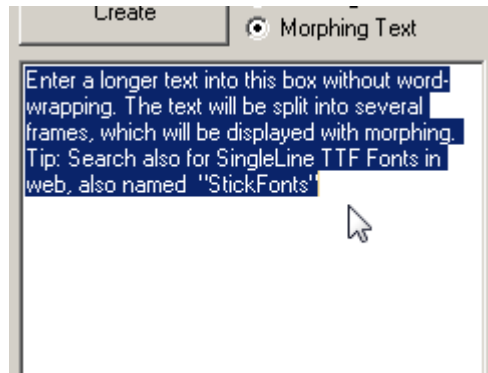 Create
Morphing Text
Enter a longer text into this box without word-
wrapping. The text will be split into several
frames, which will be displayed with morphing.
Tip: Search also for SingleLine TTF Fonts in
web, also named  "StickFonts"